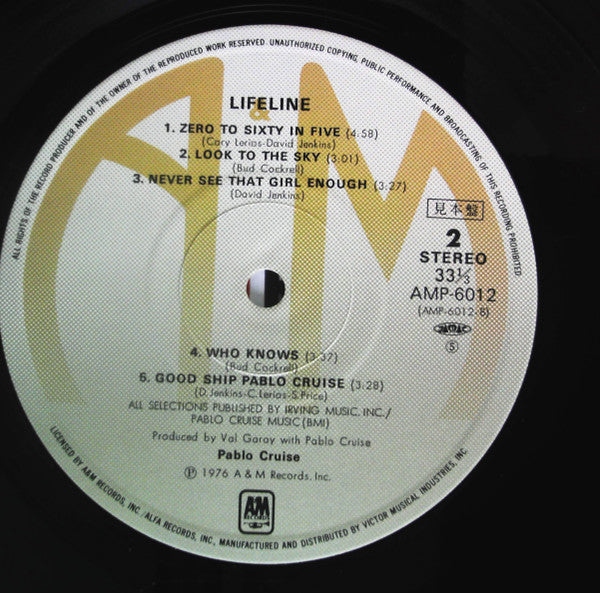 ALL RIGHTS OF THE RECORD PRODUCER AND OF THE OWNER OF THE REPRODUCED WORK RESERVED. UNAUTHORIZED COPYING, PUBLIC PERFORMANCE AND BROADCASTING OF THIS RECORDING PROHIBITED
A&M
LIFELINE
1. ZERO TO SIXTY IN FIVE (4:58)
(Cory Lerios-David Jenkins)
2. LOOK TO THE SKY (3:01)
(Bud Cockrell)
3. NEVER SEE THAT GIRL ENOUGH (3:27)
(David Jenkins)
見本盤
2
STEREO
33⅓
AMP-6012
(AMP-6012-B)
JASRAC
⑤
4. WHO KNOWS (3:37)
(Bud Cockrell)
5. GOOD SHIP PABLO CRUISE (3:28)
(D. Jenkins-C. Lerios-S. Price)
ALL SELECTIONS PUBLISHED BY IRVING MUSIC. INC./
PABLO CRUISE MUSIC (BMI)
Produced by Val Garay with Pablo Cruise
Pablo Cruise
Ⓟ 1976 A & M Records. Inc.
A&M
RECORDS
LICENSED BY A&M RECORDS, INC./ALFA RECORDS, INC., MANUFACTURED AND DISTRIBUTED BY VICTOR MUSICAL INDUSTRIES, INC